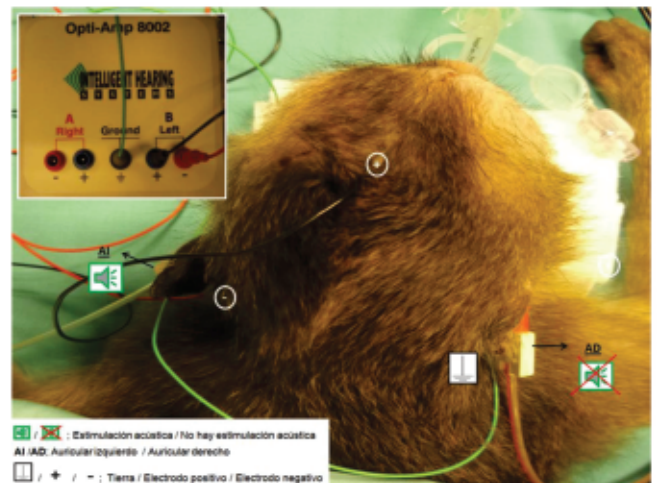 Opti-Amp 8002
INTELLIGENT HEARING
SYSTEMS
A Right
Ground
B Left
- + + -
AI
+
-
AD
/ : Estimulación acústica / No hay estimulación acústica
AI /AD: Auricular izquierdo / Auricular derecho
/ + / - : Tierra / Electrodo positivo / Electrodo negativo